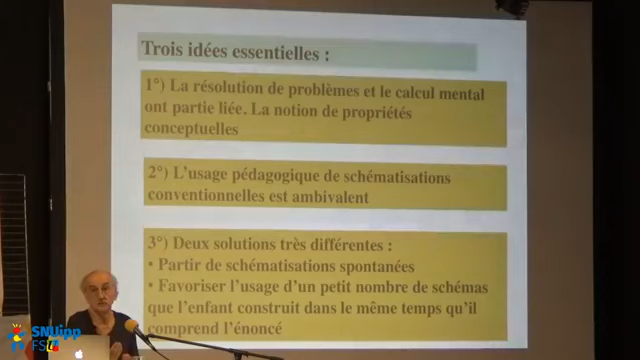 Trois idées essentielles :
1°) La résolution de problèmes et le calcul mental
ont partie liée. La notion de propriétés
conceptuelles
2°) L'usage pédagogique de schématisations
conventionnelles est ambivalent
3°) Deux solutions très différentes :
• Partir de schématisations spontanées
• Favoriser l'usage d'un petit nombre de schémas
que l'enfant construit dans le même temps qu'il
comprend l'énoncé
SNUipp
FSU